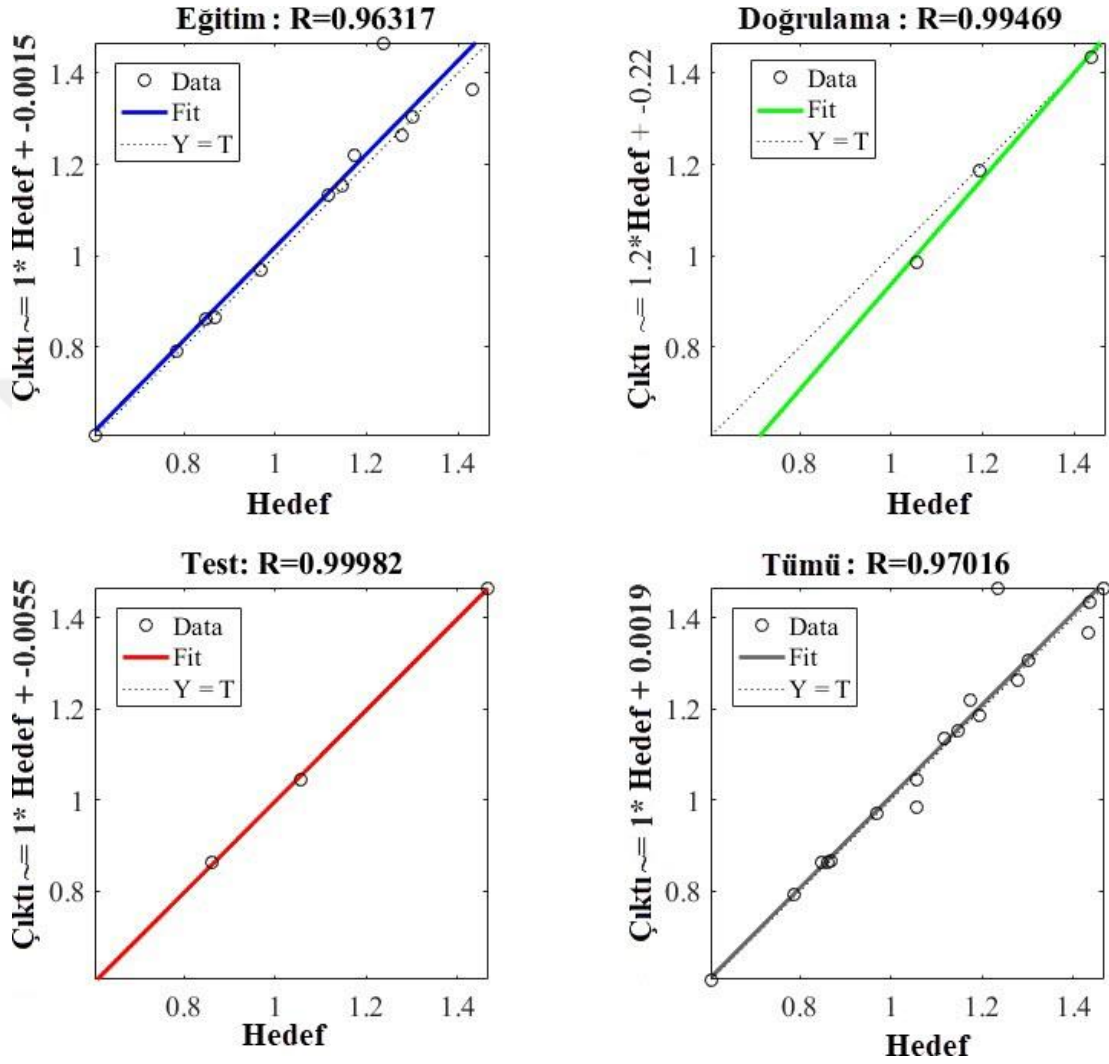 Eğitim : R=0.96317
Çıktı ~= 1* Hedef + -0.0015
1.4
1.2
1
0.8
Data
Fit
Y = T
0.8 1 1.2 1.4
Hedef
Doğrulama : R=0.99469
Çıktı ~= 1.2*Hedef + -0.22
1.4
1.2
1
0.8
Data
Fit
Y = T
0.8 1 1.2 1.4
Hedef
Test: R=0.99982
Çıktı ~= 1* Hedef + -0.0055
1.4
1.2
1
0.8
Data
Fit
Y = T
0.8 1 1.2 1.4
Hedef
Tümü : R=0.97016
Çıktı ~= 1* Hedef + 0.0019
1.4
1.2
1
0.8
Data
Fit
Y = T
0.8 1 1.2 1.4
Hedef